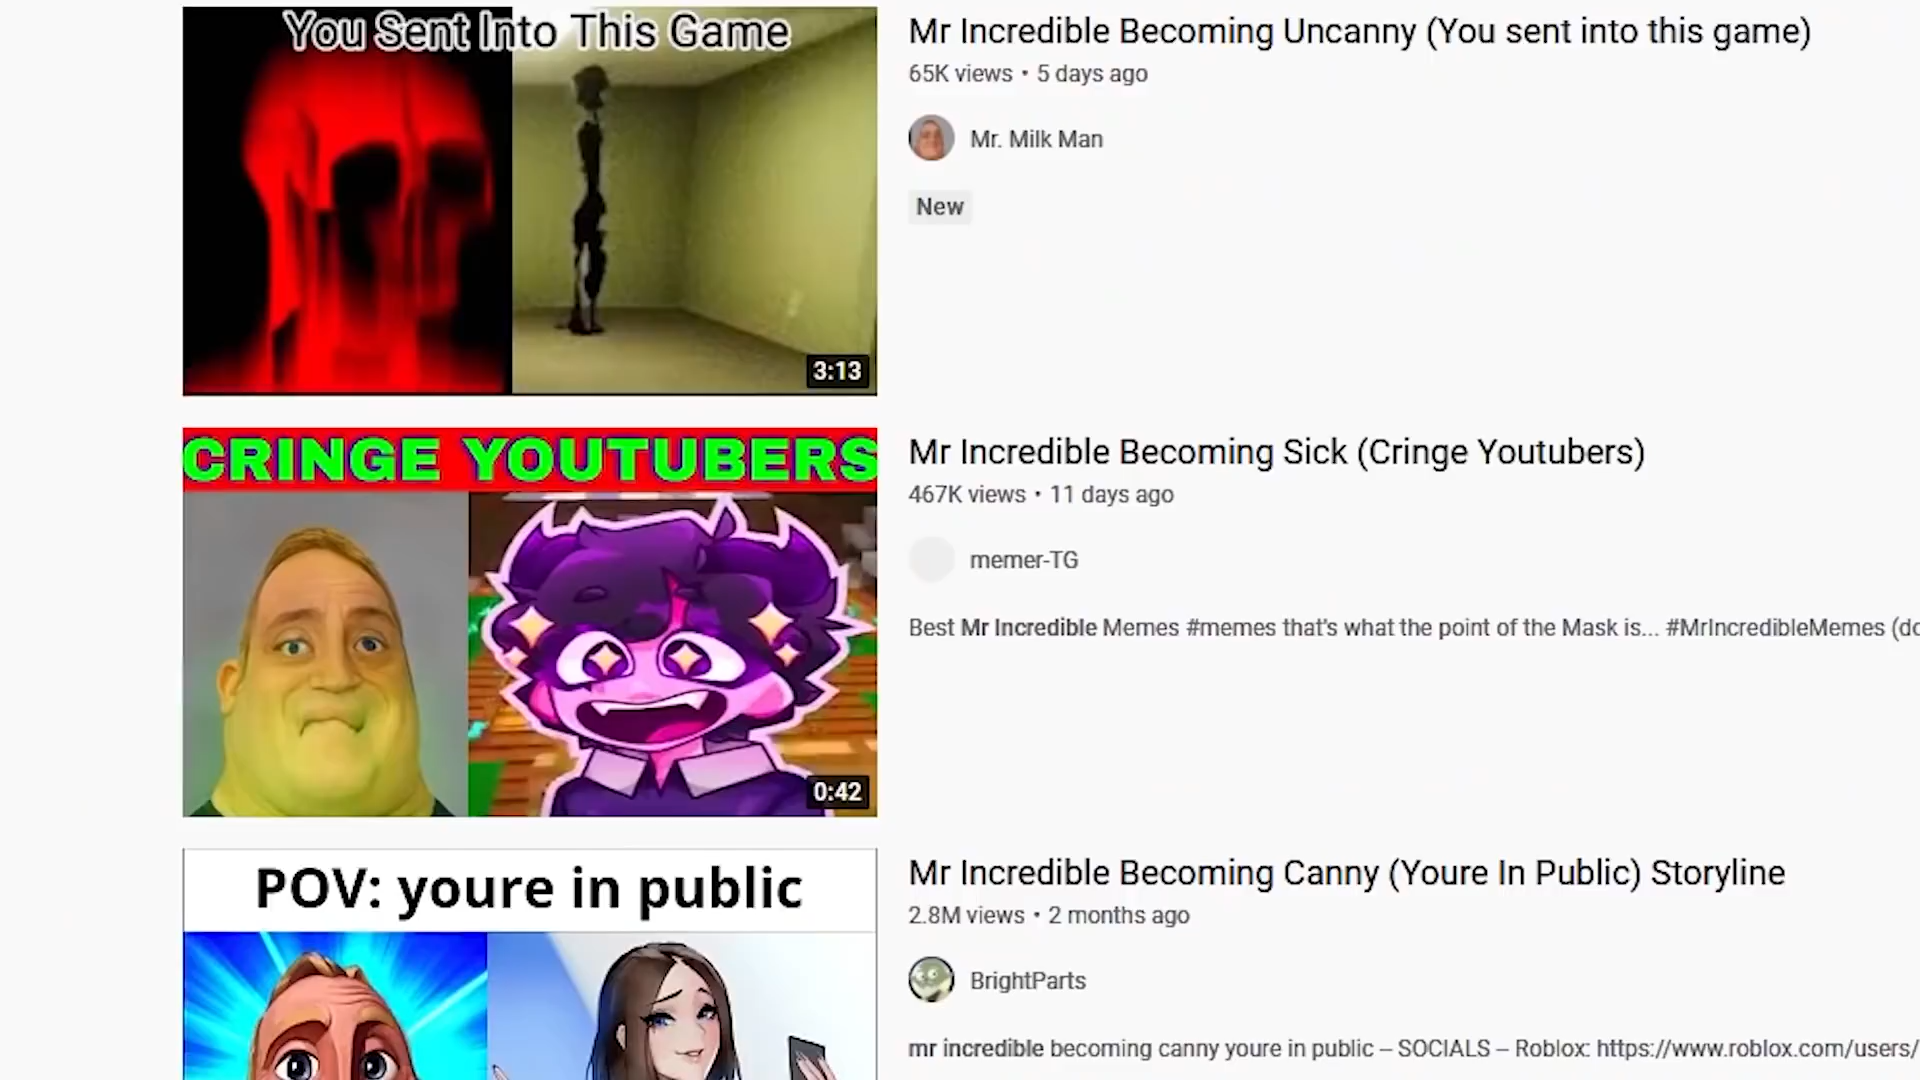 You Sent Into This Game
3:13
Mr Incredible Becoming Uncanny (You sent into this game)
65K views • 5 days ago
Mr. Milk Man
New
CRINGE YOUTUBERS
0:42
Mr Incredible Becoming Sick (Cringe Youtubers)
467K views • 11 days ago
memer-TG
Best Mr Incredible Memes #memes that's what the point of the Mask is... #MrIncredibleMemes (do
POV: youre in public
Mr Incredible Becoming Canny (Youre In Public) Storyline
2.8M views • 2 months ago
BrightParts
mr incredible becoming canny youre in public – SOCIALS – Roblox: https://www.roblox.com/users/